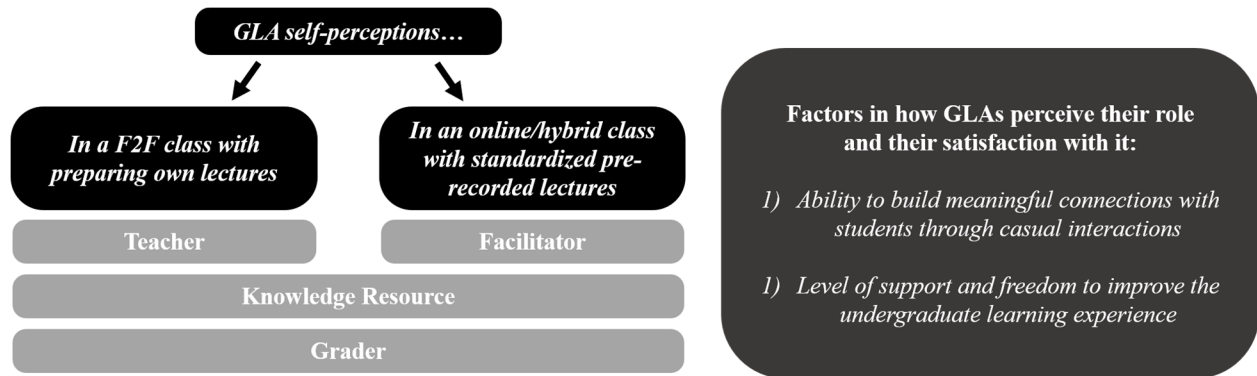 GLA self-perceptions…
In a F2F class with
preparing own lectures
In an online/hybrid class
with standardized pre-
recorded lectures
Teacher
Facilitator
Knowledge Resource
Grader
Factors in how GLAs perceive their role
and their satisfaction with it:
1) Ability to build meaningful connections with
students through casual interactions
1) Level of support and freedom to improve the
undergraduate learning experience